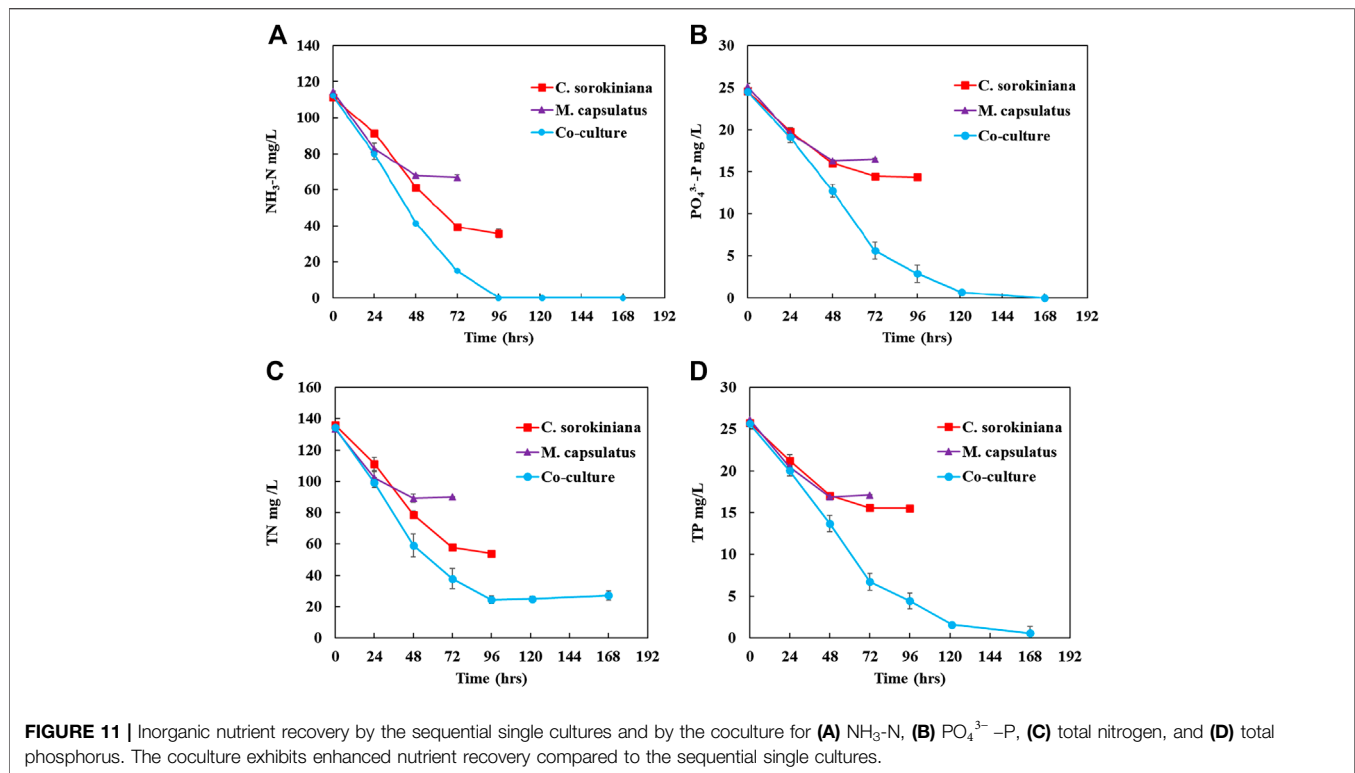 A
140
120
100
80
60
40
20
0
NH₃-N mg/L
C. sorokiniana
M. capsulatus
Co-culture
0 24 48 72 96 120 144 168 192
Time (hrs)
B
30
25
20
15
10
5
0
PO₄³⁻-P mg /L
C. sorokiniana
M. capsulatus
Co-culture
0 24 48 72 96 120 144 168 192
Time (hrs)
C
160
140
120
100
80
60
40
20
0
TN mg /L
C. sorokiniana
M. capsulatus
Co-culture
0 24 48 72 96 120 144 168 192
Time (hrs)
D
30
25
20
15
10
5
0
TP mg/L
C. sorokiniana
M. capsulatus
Co-culture
0 24 48 72 96 120 144 168 192
Time (hrs)
FIGURE 11 | Inorganic nutrient recovery by the sequential single cultures and by the coculture for (A) NH₃-N, (B) PO₄³⁻ –P, (C) total nitrogen, and (D) total
phosphorus. The coculture exhibits enhanced nutrient recovery compared to the sequential single cultures.